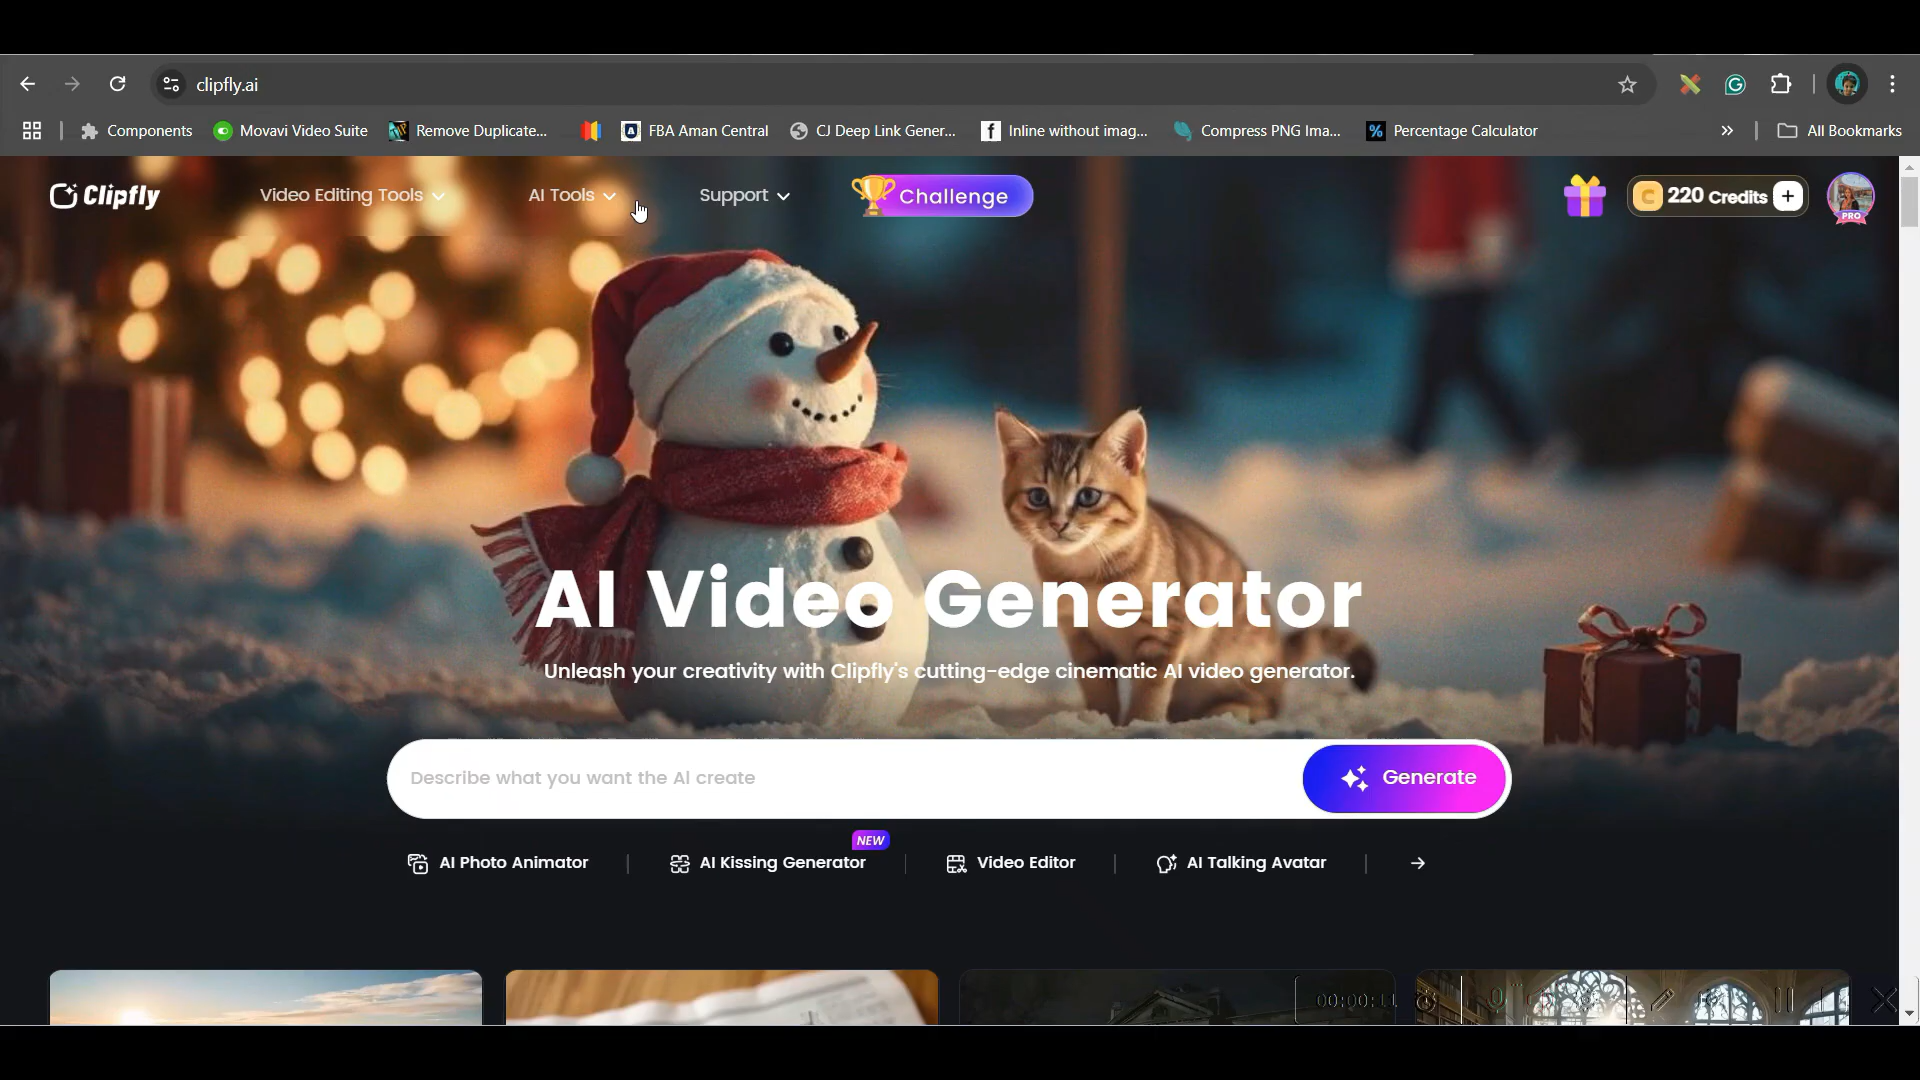 clipfly.ai
Components
Movavi Video Suite
Remove Duplicate...
FBA Aman Central
CJ Deep Link Gener...
Inline without imag...
Compress PNG Ima...
Percentage Calculator
All Bookmarks
Clipfly
Video Editing Tools
AI Tools
Support
Challenge
220 Credits
PRO
AI Video Generator
Unleash your creativity with Clipfly's cutting-edge cinematic AI video generator.
Describe what you want the AI create
Generate
NEW
AI Photo Animator
AI Kissing Generator
Video Editor
AI Talking Avatar